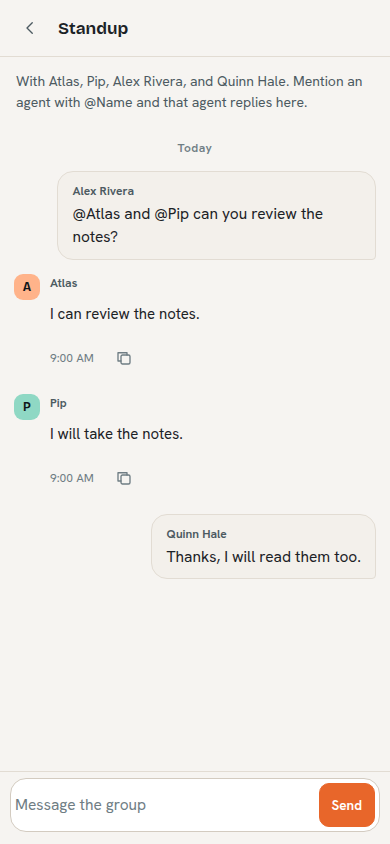 Standup
With Atlas, Pip, Alex Rivera, and Quinn Hale. Mention an
agent with @Name and that agent replies here.
Today
Alex Rivera
@Atlas and @Pip can you review the
notes?
A
Atlas
I can review the notes.
9:00 AM
P
Pip
I will take the notes.
9:00 AM
Quinn Hale
Thanks, I will read them too.
Message the group
Send